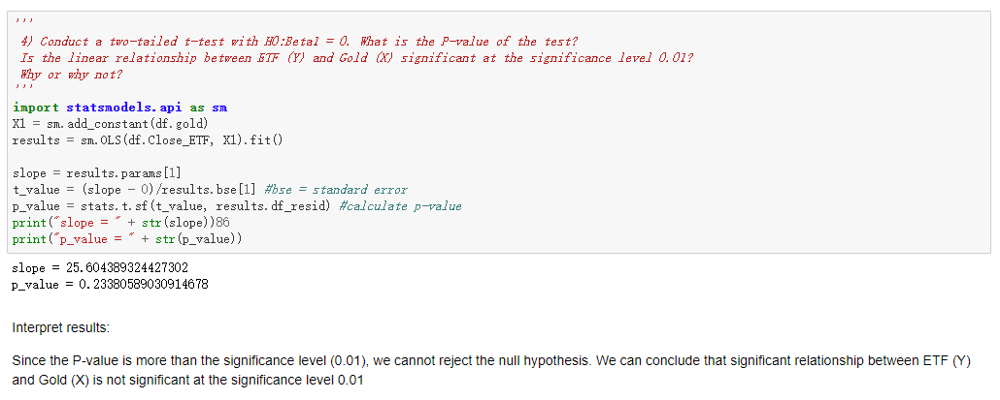 '''
4) Conduct a two-tailed t-test with H0:Beta1 = 0. What is the P-value of the test?
Is the linear relationship between ETF (Y) and Gold (X) significant at the significance level 0.01?
Why or why not?
'''
import statsmodels.api as sm
X1 = sm.add_constant(df.gold)
results = sm.OLS(df.Close_ETF, X1).fit()
slope = results.params[1]
t_value = (slope - 0)/results.bse[1] #bse = standard error
p_value = stats.t.sf(t_value, results.df_resid) #calculate p-value
print("slope = " + str(slope))86
print("p_value = " + str(p_value))
slope = 25.604389324427302
p_value = 0.23380589030914678
Interpret results:
Since the P-value is more than the significance level (0.01), we cannot reject the null hypothesis. We can conclude that significant relationship between ETF (Y)
and Gold (X) is not significant at the significance level 0.01